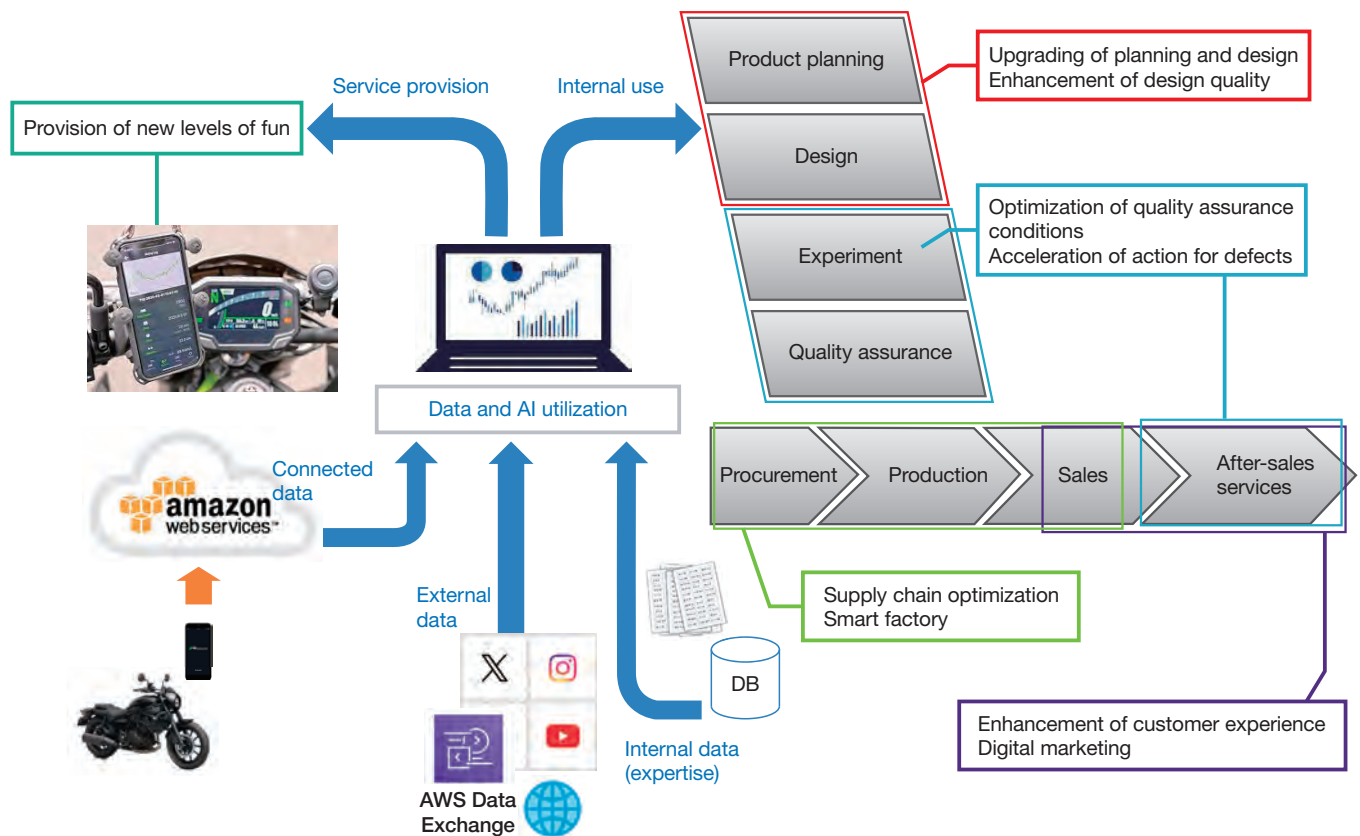 Service provision
Internal use
Provision of new levels of fun
Product planning
Design
Experiment
Quality assurance
Upgrading of planning and design
Enhancement of design quality
Optimization of quality assurance
conditions
Acceleration of action for defects
Data and AI utilization
Connected
data
amazon
web services™
External
data
Internal data
(expertise)
DB
AWS Data
Exchange
Procurement
Production
Sales
After-sales
services
Supply chain optimization
Smart factory
Enhancement of customer experience
Digital marketing